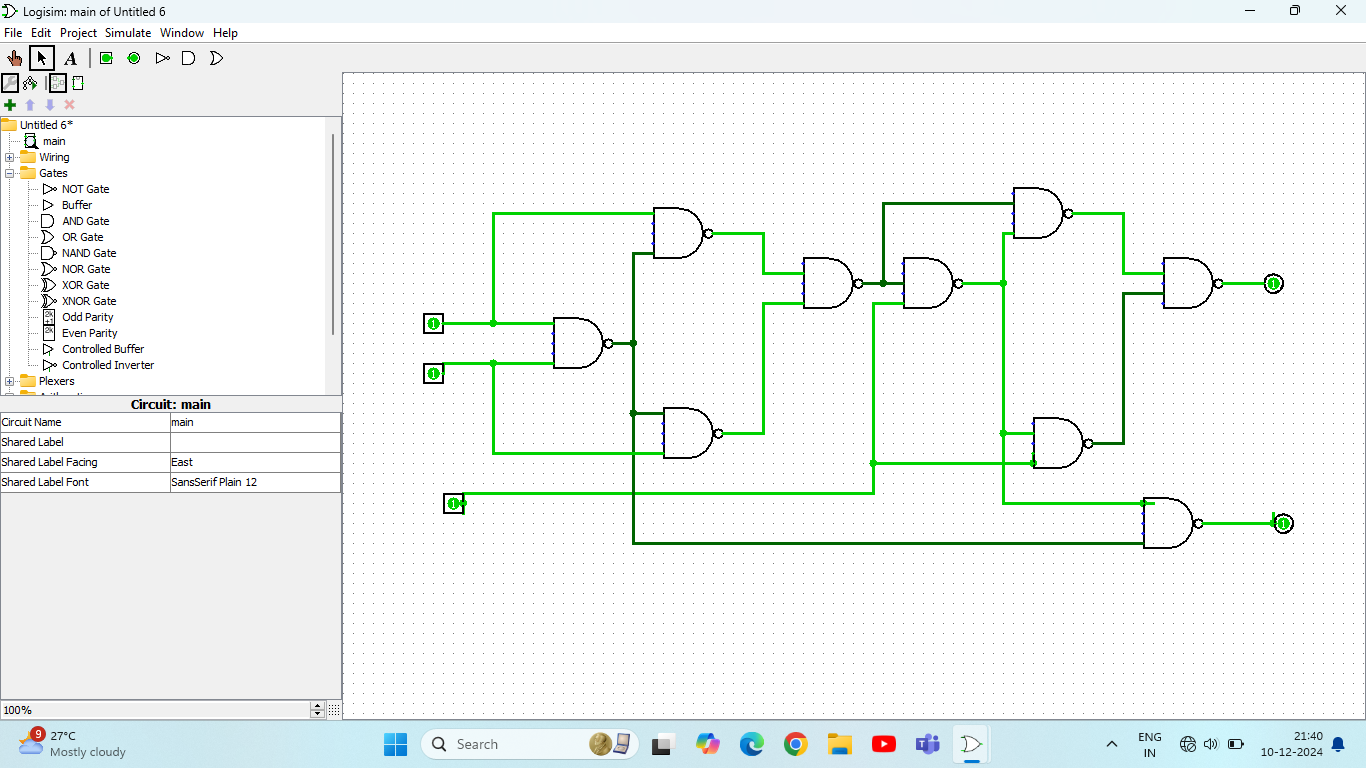 Logisim: main of Untitled 6
File Edit Project Simulate Window Help
A
Untitled 6*
main
Wiring
Gates
NOT Gate
Buffer
AND Gate
OR Gate
NAND Gate
NOR Gate
XOR Gate
XNOR Gate
Odd Parity
Even Parity
Controlled Buffer
Controlled Inverter
Plexers
Circuit: main
Circuit Name main
Shared Label
Shared Label Facing East
Shared Label Font SansSerif Plain 12
100%
1
1
1
1
1
9
27°C
Mostly cloudy
Search
ENG
IN
21:40
10-12-2024